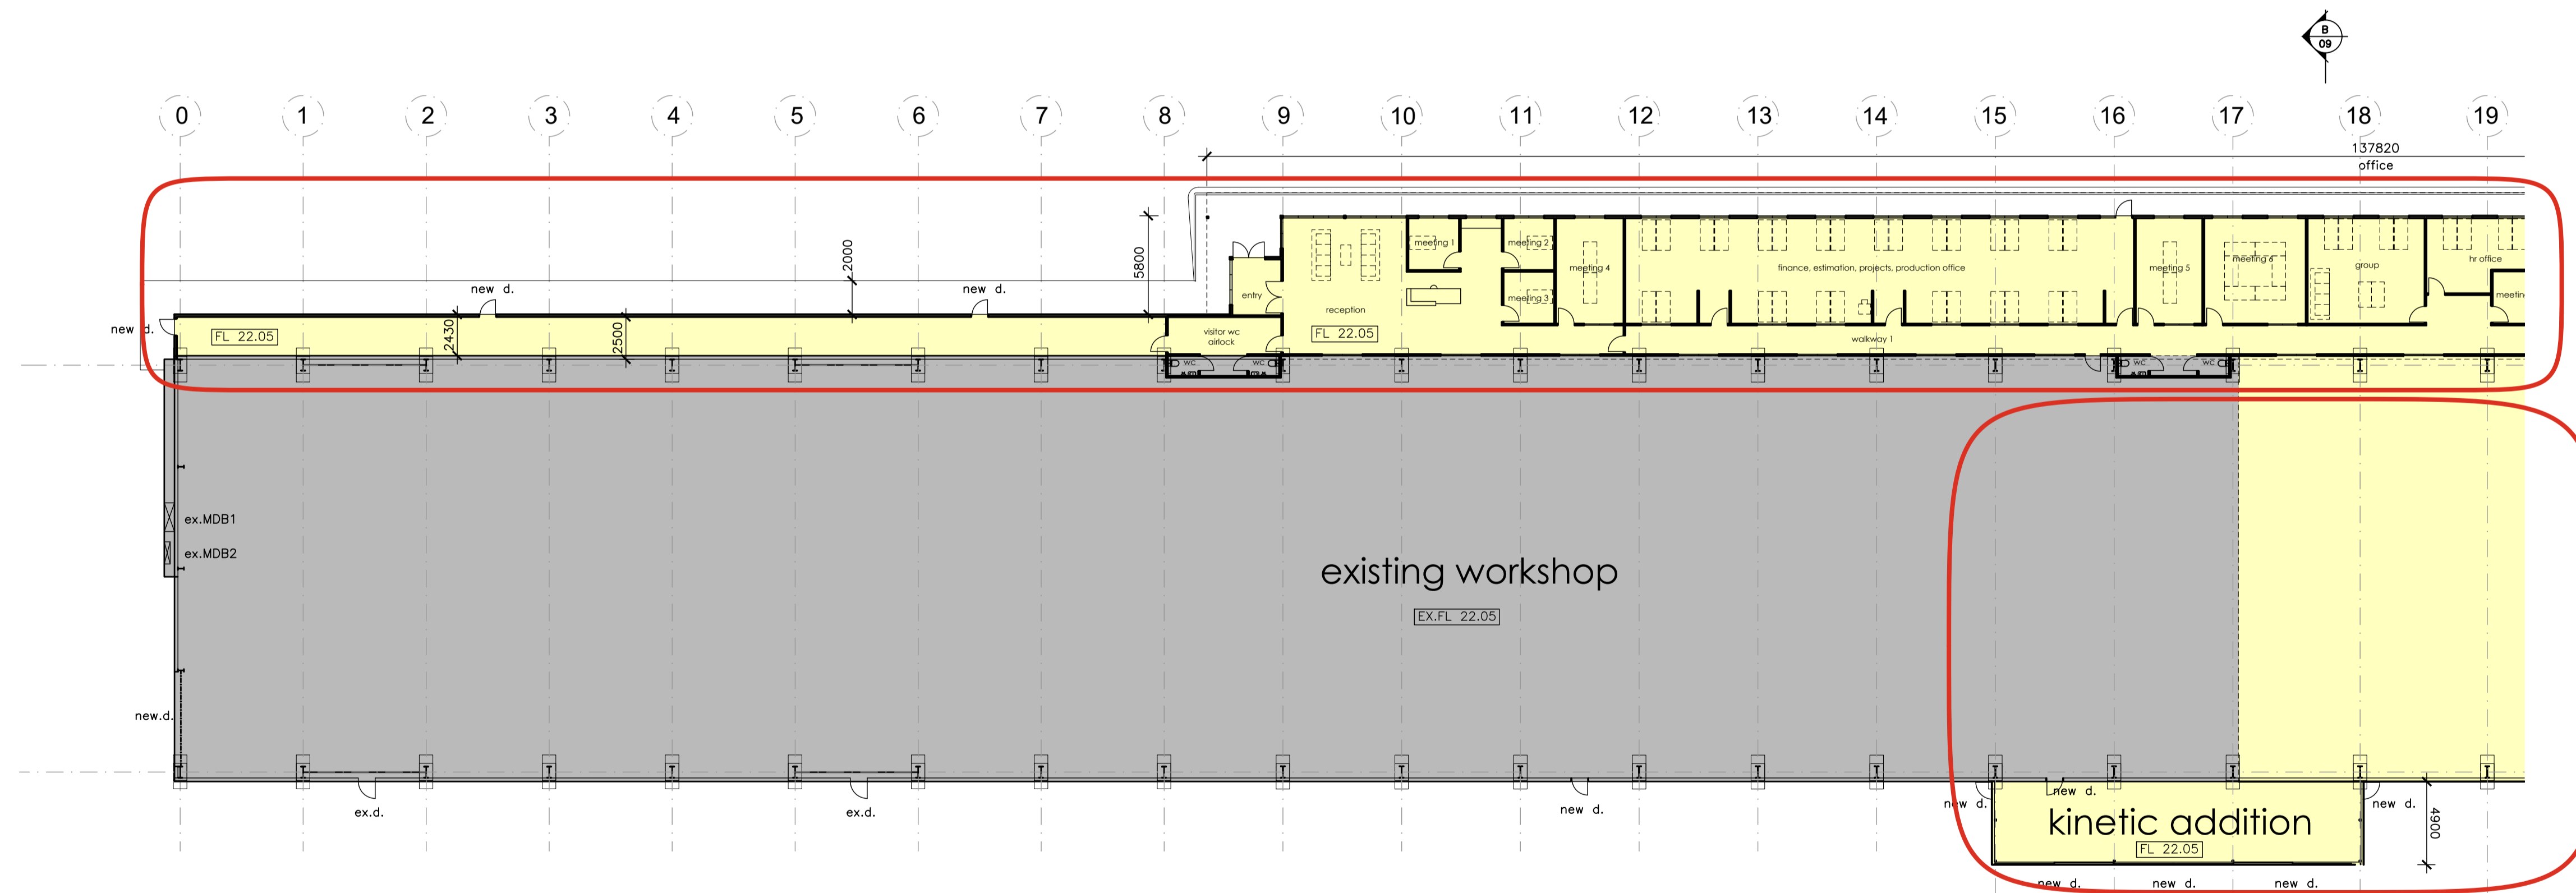 B
09
0 1 2 3 4 5 6 7 8 9 10 11 12 13 14 15 16 17 18 19
137820
office
2000
5800
new d.
new d.
new d.
FL 22.05
2430
2500
entry
visitor wc
airlock
wc
wc
reception
FL 22.05
meeting 1
meeting 2
meeting 3
meeting 4
finance, estimation, projects, production office
walkway 1
meeting 5
meeting 6
group
hr office
meeting
wc
wc
ex.MDB1
ex.MDB2
existing workshop
EX.FL 22.05
new.d.
ex.d.
ex.d.
new d.
new d.
new d.
new d.
kinetic addition
FL 22.05
4900
new d.
new d.
new d.